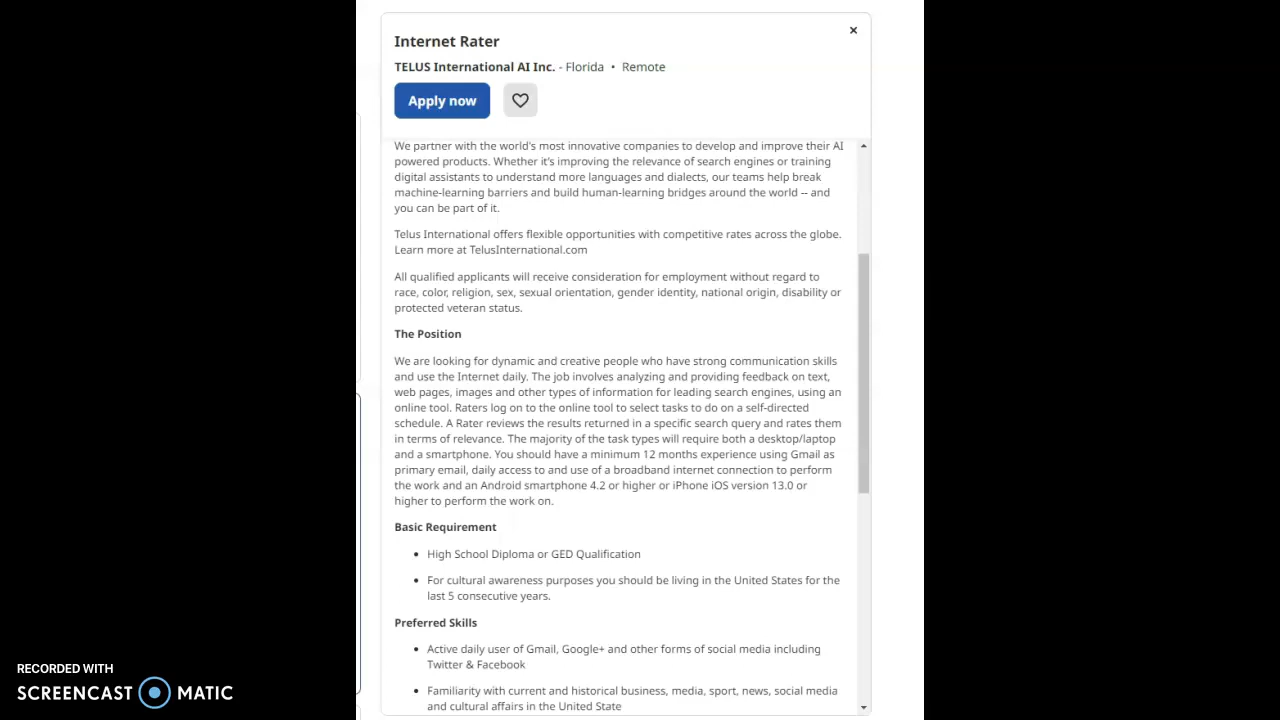 Internet Rater
TELUS International AI Inc. - Florida • Remote
Apply now
We partner with the world's most innovative companies to develop and improve their AI
powered products. Whether it's improving the relevance of search engines or training
digital assistants to understand more languages and dialects, our teams help break
machine-learning barriers and build human-learning bridges around the world -- and
you can be part of it.
Telus International offers flexible opportunities with competitive rates across the globe.
Learn more at TelusInternational.com
All qualified applicants will receive consideration for employment without regard to
race, color, religion, sex, sexual orientation, gender identity, national origin, disability or
protected veteran status.
The Position
We are looking for dynamic and creative people who have strong communication skills
and use the Internet daily. The job involves analyzing and providing feedback on text,
web pages, images and other types of information for leading search engines, using an
online tool. Raters log on to the online tool to select tasks to do on a self-directed
schedule. A Rater reviews the results returned in a specific search query and rates them
in terms of relevance. The majority of the task types will require both a desktop/laptop
and a smartphone. You should have a minimum 12 months experience using Gmail as
primary email, daily access to and use of a broadband internet connection to perform
the work and an Android smartphone 4.2 or higher or iPhone iOS version 13.0 or
higher to perform the work on.
Basic Requirement
• High School Diploma or GED Qualification
• For cultural awareness purposes you should be living in the United States for the
last 5 consecutive years.
Preferred Skills
• Active daily user of Gmail, Google+ and other forms of social media including
Twitter & Facebook
• Familiarity with current and historical business, media, sport, news, social media
and cultural affairs in the United State
RECORDED WITH
SCREENCAST MATIC